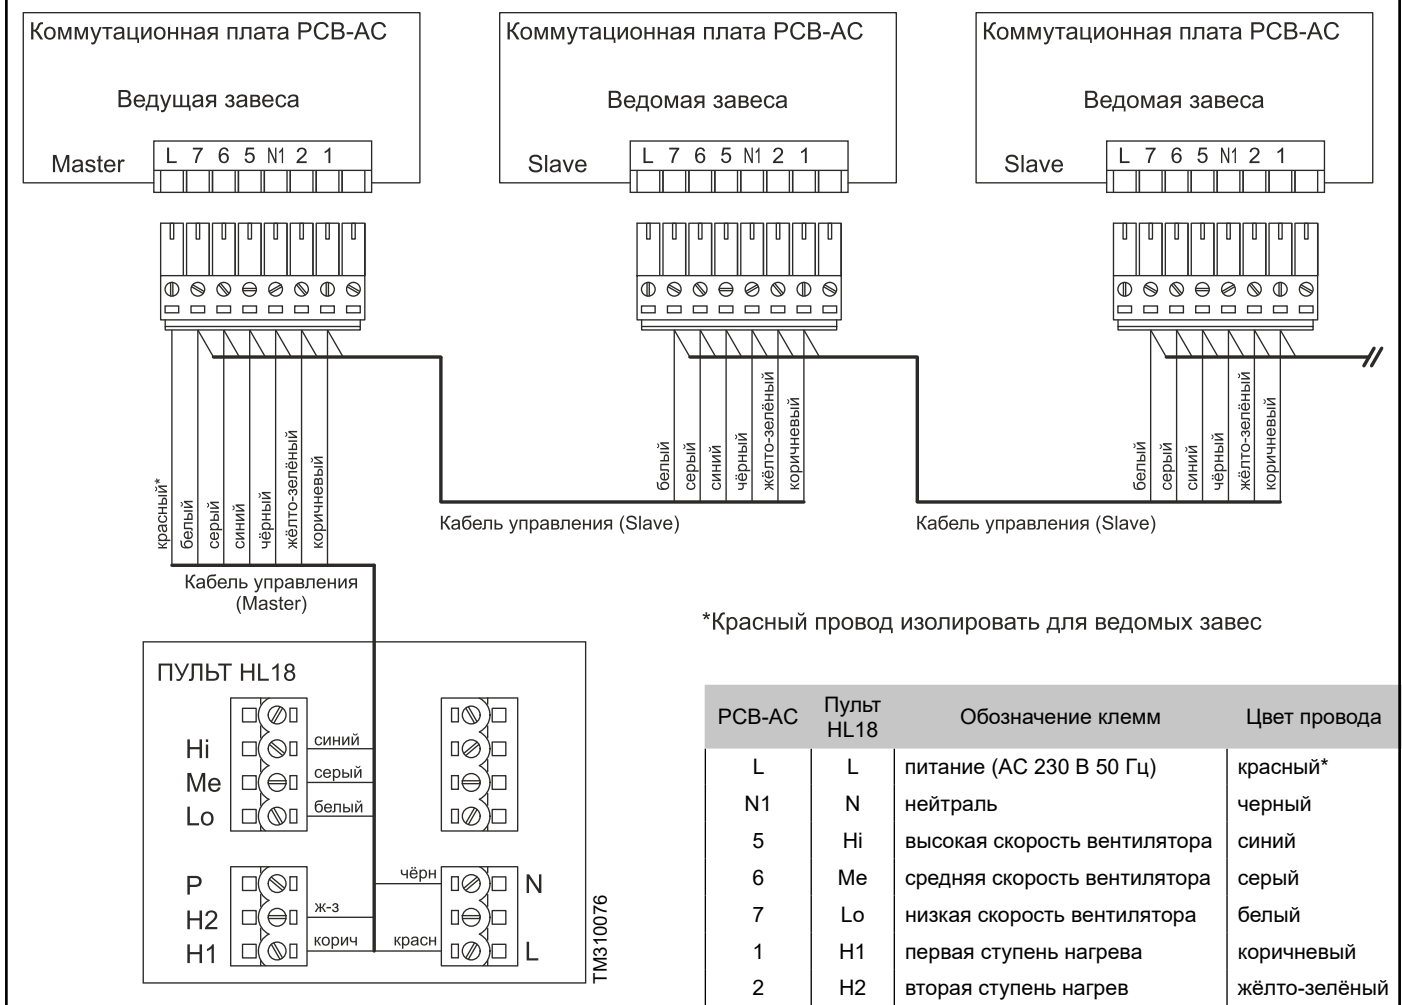 Коммутационная плата PCB-AC
Ведущая завеса
Master
L 7 6 5 N1 2 1
Коммутационная плата PCB-AC
Ведомая завеса
Slave
L 7 6 5 N1 2 1
Коммутационная плата PCB-AC
Ведомая завеса
Slave
L 7 6 5 N1 2 1
красный*
белый
серый
синий
чёрный
жёлто-зелёный
коричневый
белый
серый
синий
чёрный
жёлто-зелёный
коричневый
белый
серый
синий
чёрный
жёлто-зелёный
коричневый
Кабель управления (Slave)
Кабель управления (Slave)
Кабель управления
(Master)
*Красный провод изолировать для ведомых завес
ПУЛЬТ HL18
Hi синий
Me серый
Lo белый
P
H2 ж-з
H1 корич
чёрн N
красн L
TM310076
PCB-AC Пульт HL18 Обозначение клемм Цвет провода
L L питание (AC 230 В 50 Гц) красный*
N1 N нейтраль черный
5 Hi высокая скорость вентилятора синий
6 Me средняя скорость вентилятора серый
7 Lo низкая скорость вентилятора белый
1 H1 первая ступень нагрева коричневый
2 H2 вторая ступень нагрев жёлто-зелёный